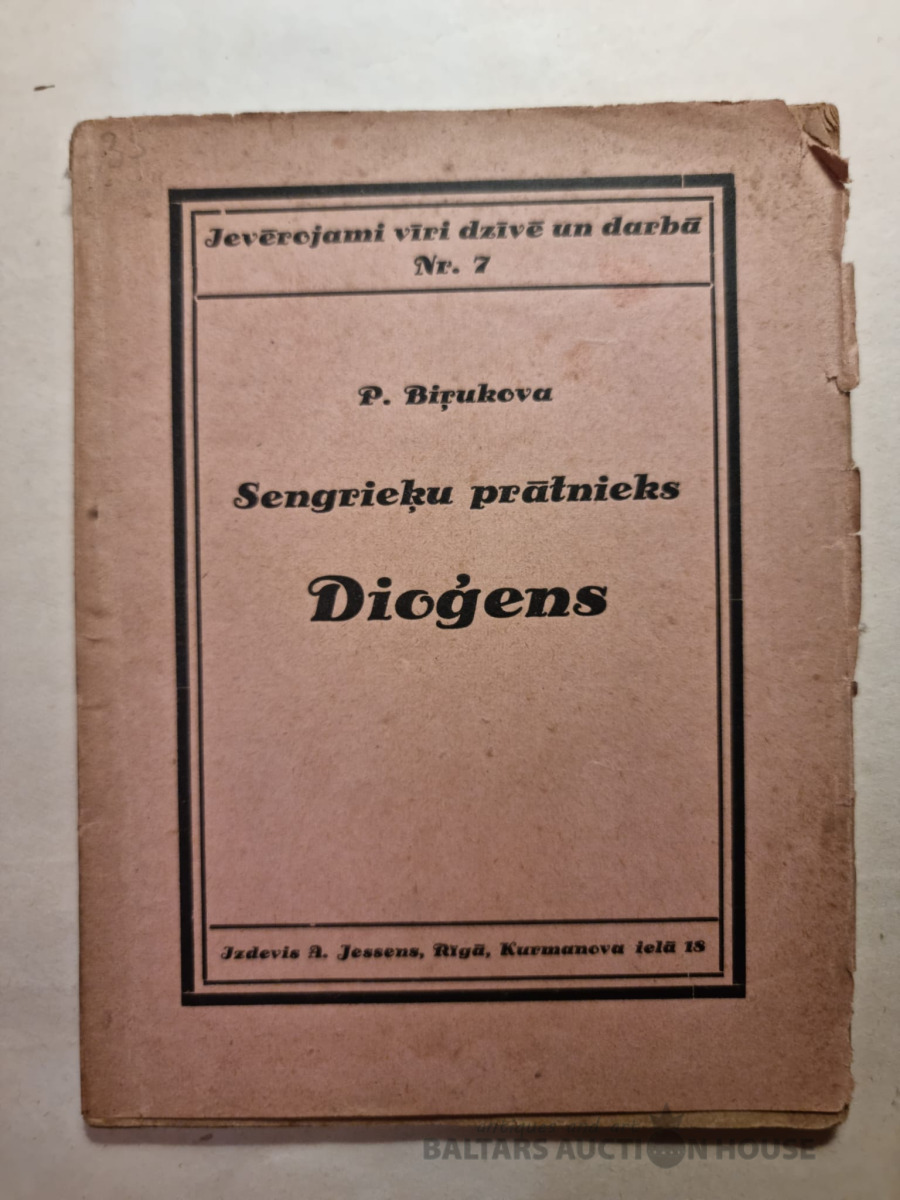 33
Ievērojami vīri dzīvē un darbā
Nr. 7
P. Biŗukova
Sengrieķu prātnieks
Dioģens
Izdevis A. Jessens, Rīgā, Kurmanova ielā 18
BALTARS AUCTION HOUSE